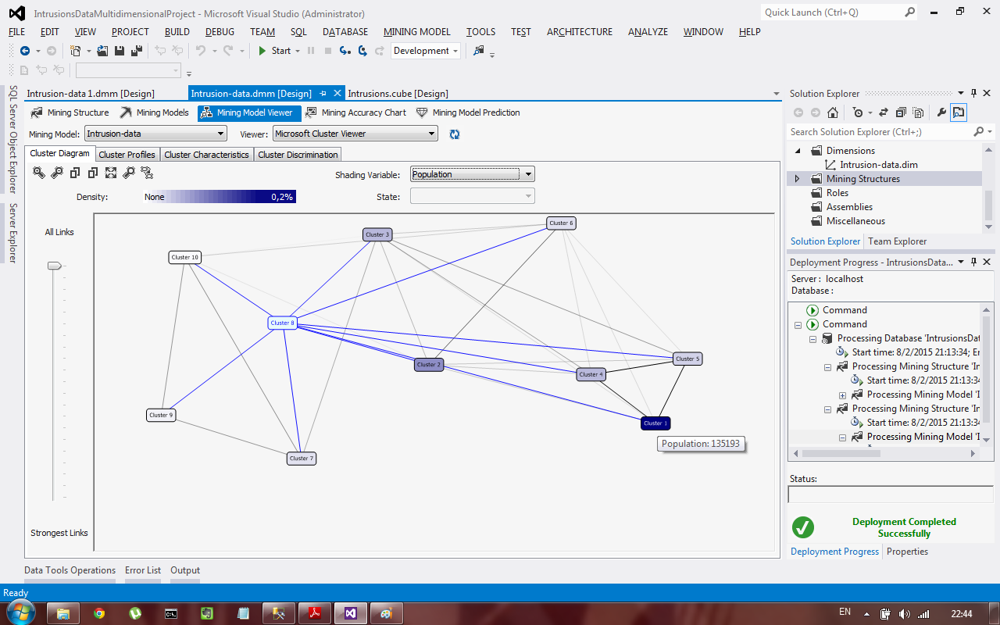 IntrusionsDataMultidimensionalProject - Microsoft Visual Studio (Administrator)
Quick Launch (Ctrl+Q)
FILE EDIT VIEW PROJECT BUILD DEBUG TEAM SQL DATABASE MINING MODEL TOOLS TEST ARCHITECTURE ANALYZE WINDOW HELP
Start Development
SQL Server Object Explorer
Server Explorer
Intrusion-data 1.dmm [Design] Intrusion-data.dmm [Design] Intrusions.cube [Design]
Mining Structure Mining Models Mining Model Viewer Mining Accuracy Chart Mining Model Prediction
Mining Model: Intrusion-data Viewer: Microsoft Cluster Viewer
Cluster Diagram Cluster Profiles Cluster Characteristics Cluster Discrimination
Shading Variable: Population
Density: None 0,2% State:
All Links
Strongest Links
Cluster 6
Cluster 3
Cluster 10
Cluster 8
Cluster 5
Cluster 2
Cluster 4
Cluster 9
Cluster 1
Population: 135193
Cluster 7
Solution Explorer
Search Solution Explorer (Ctrl+;)
Dimensions
Intrusion-data.dim
Mining Structures
Roles
Assemblies
Miscellaneous
Solution Explorer Team Explorer
Deployment Progress - IntrusionsData...
Server : localhost
Database :
Command
Command
Processing Database 'IntrusionsDat
Start time: 8/2/2015 21:13:34; En
Processing Mining Structure 'In
Start time: 8/2/2015 21:13:34
Processing Mining Model 'I
Processing Mining Structure 'In
Start time: 8/2/2015 21:13:34
Processing Mining Model 'I
Status:
Deployment Completed
Successfully
Deployment Progress Properties
Data Tools Operations Error List Output
Ready
EN 22:44